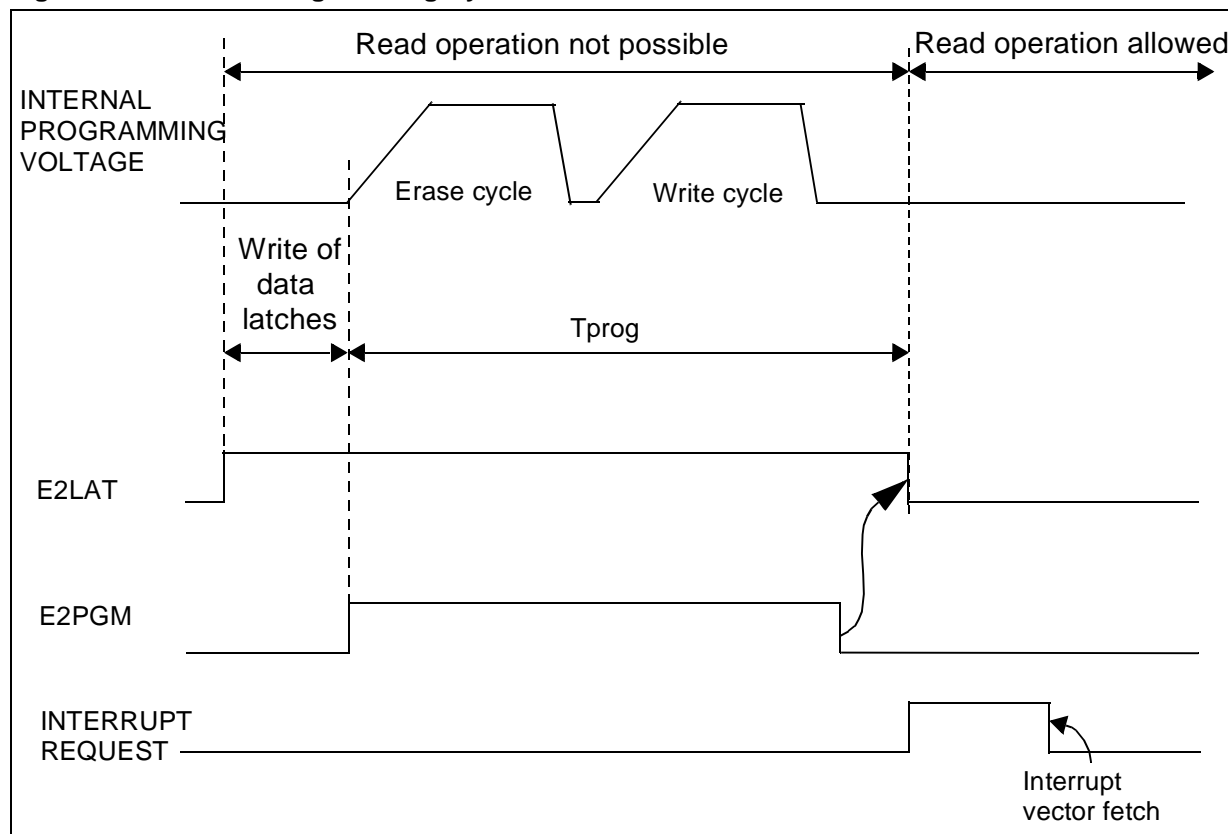 Read operation not possible
Read operation allowed
INTERNAL
PROGRAMMING
VOLTAGE
Erase cycle
Write cycle
Write of
data
latches
Tprog
E2LAT
E2PGM
INTERRUPT
REQUEST
Interrupt
vector fetch